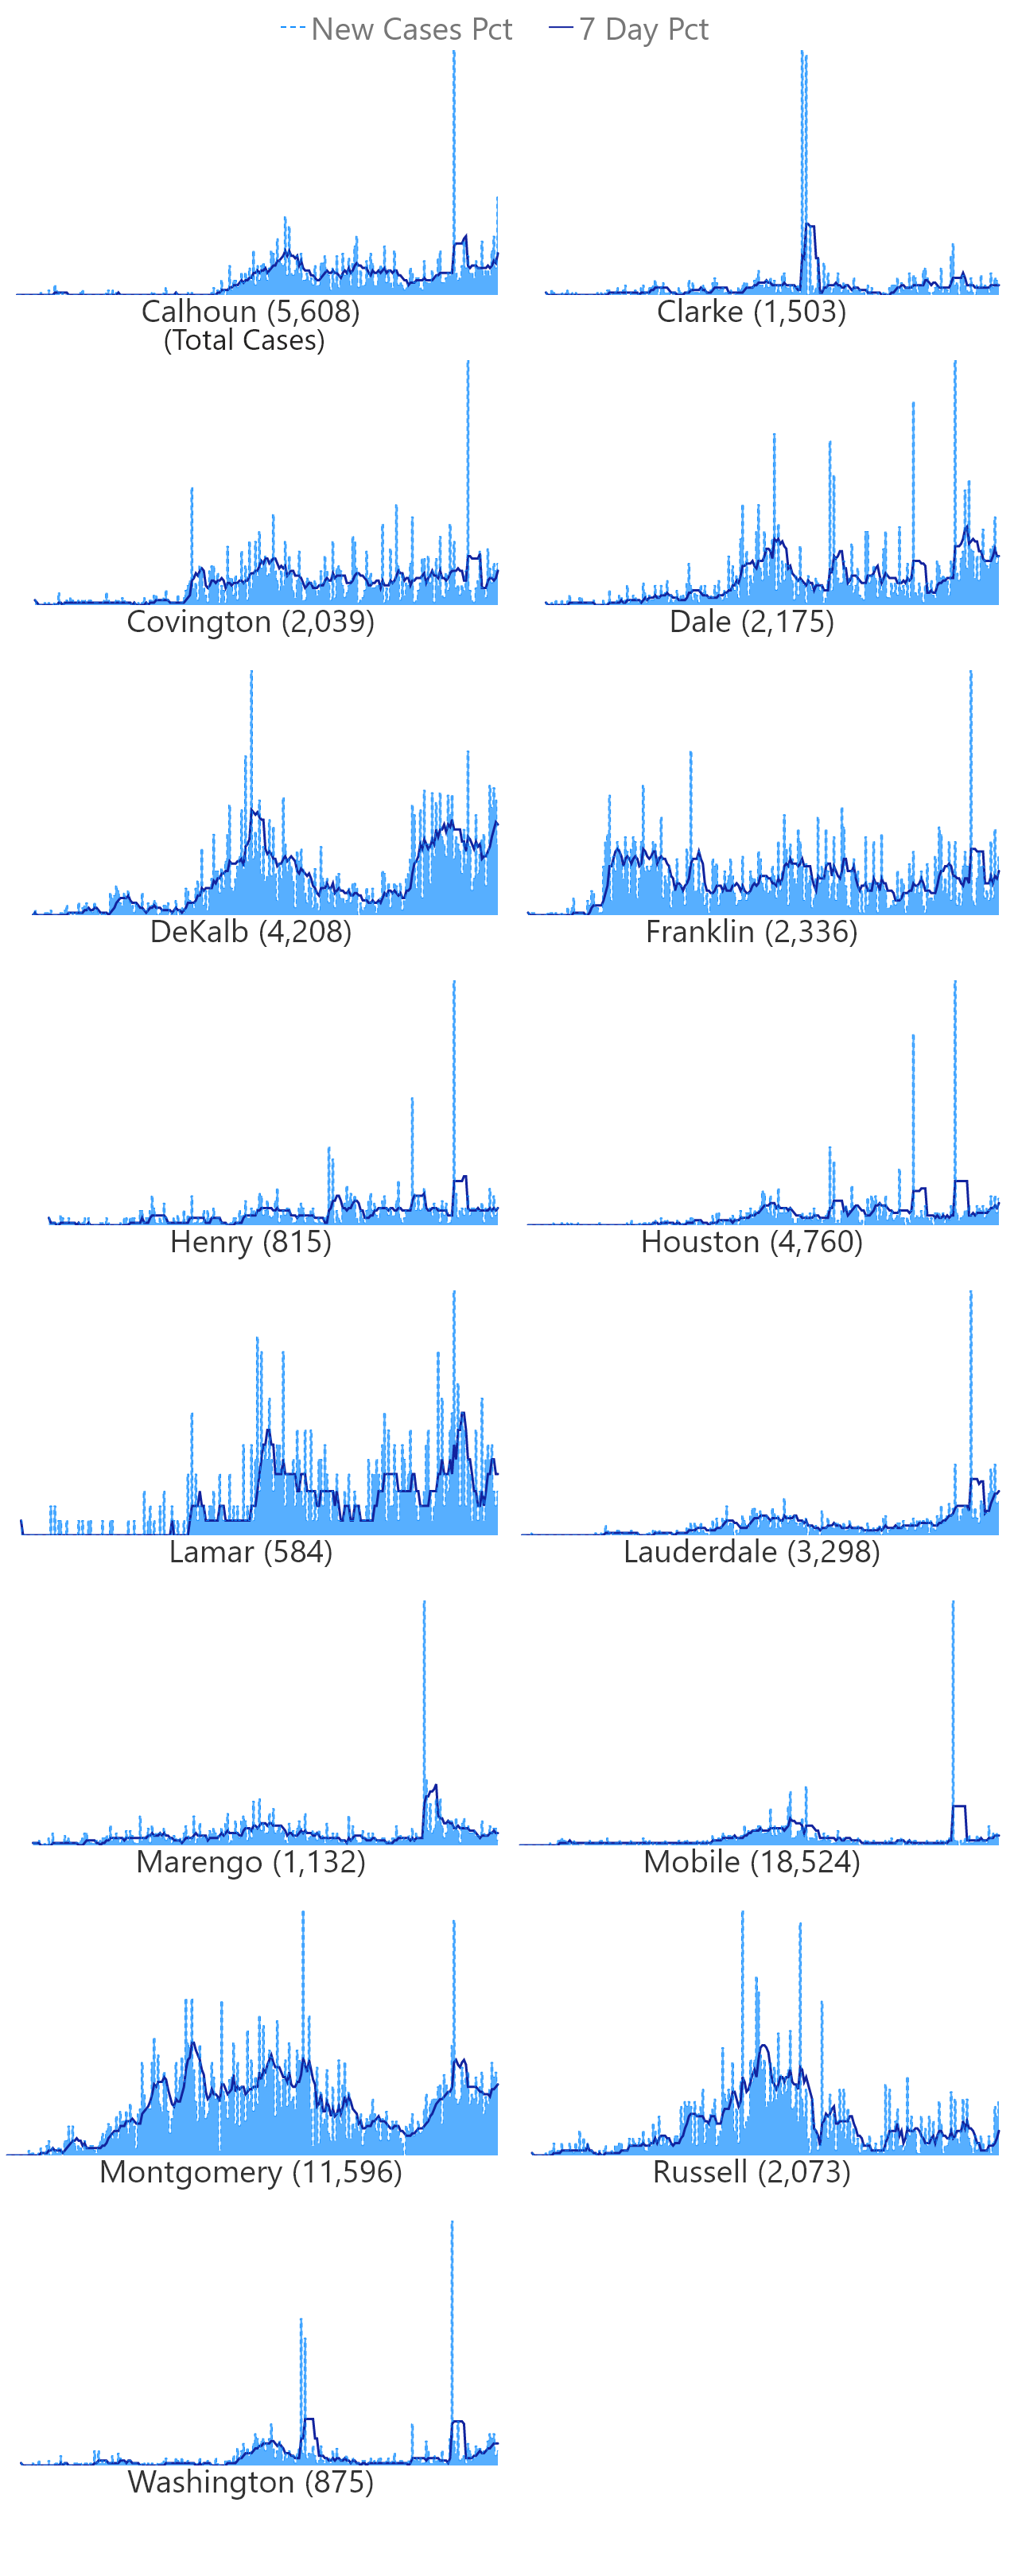 New Cases Pct 7 Day Pct
Calhoun (5,608) Clarke (1,503)
(Total Cases)
Covington (2,039) Dale (2,175)
DeKalb (4,208) Franklin (2,336)
Henry (815) Houston (4,760)
Lamar (584) Lauderdale (3,298)
Marengo (1,132) Mobile (18,524)
Montgomery (11,596) Russell (2,073)
Washington (875)